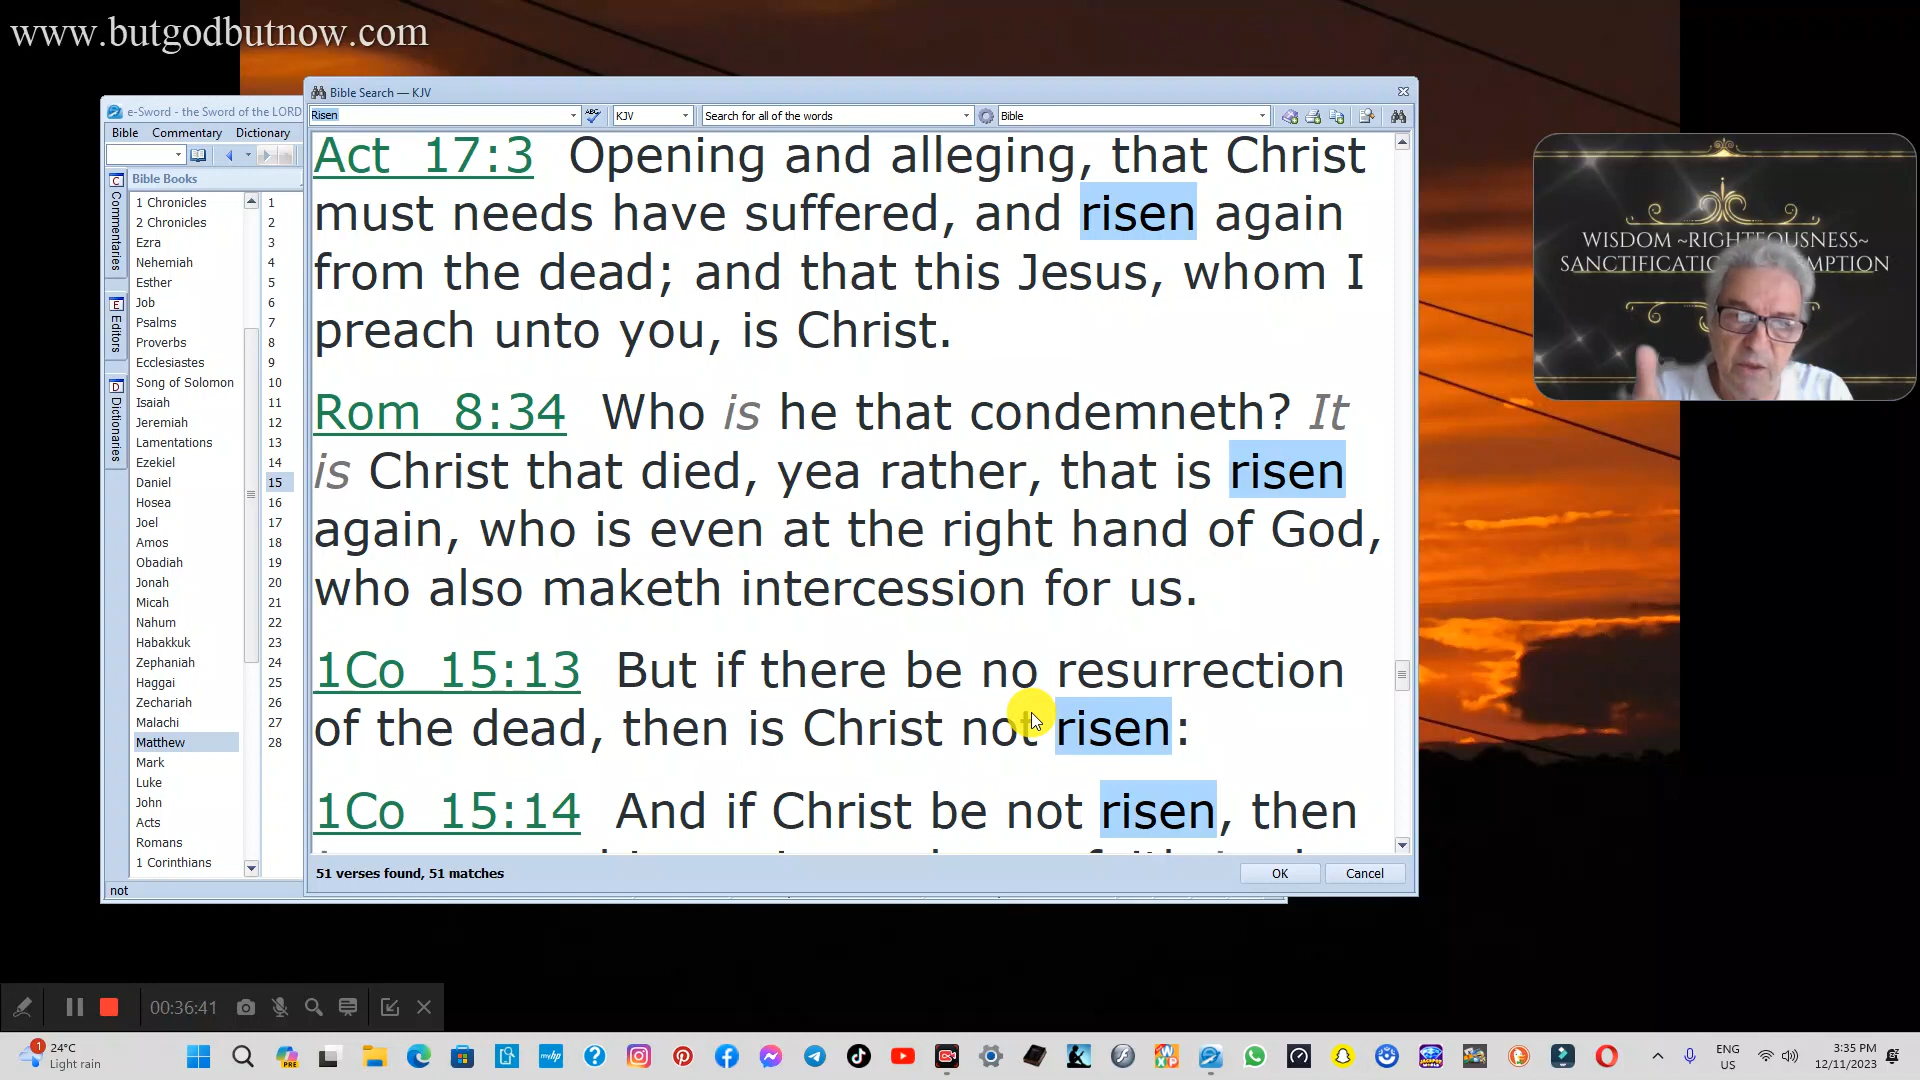 www.butgodbutnow.com
Bible Search — KJV
e-Sword - the Sword of the LORD
Risen
KJV
Search for all of the words
Bible
Bible Commentary Dictionary
Bible Books
Commentaries
Editors
Dictionaries
1 Chronicles 1
2 Chronicles 2
Ezra 3
Nehemiah 4
Esther 5
Job 6
Psalms 7
Proverbs 8
Ecclesiastes 9
Song of Solomon 10
Isaiah 11
Jeremiah 12
Lamentations 13
Ezekiel 14
Daniel 15
Hosea 16
Joel 17
Amos 18
Obadiah 19
Jonah 20
Micah 21
Nahum 22
Habakkuk 23
Zephaniah 24
Haggai 25
Zechariah 26
Malachi 27
Matthew 28
Mark
Luke
John
Acts
Romans
1 Corinthians
not
Act 17:3 Opening and alleging, that Christ
must needs have suffered, and risen again
from the dead; and that this Jesus, whom I
preach unto you, is Christ.
Rom 8:34 Who is he that condemneth? It
is Christ that died, yea rather, that is risen
again, who is even at the right hand of God,
who also maketh intercession for us.
1Co 15:13 But if there be no resurrection
of the dead, then is Christ not risen:
1Co 15:14 And if Christ be not risen, then
51 verses found, 51 matches
OK
Cancel
WISDOM ~RIGHTEOUSNESS~
00:36:41
24°C
Light rain
ENG
US
3:35 PM
12/11/2023